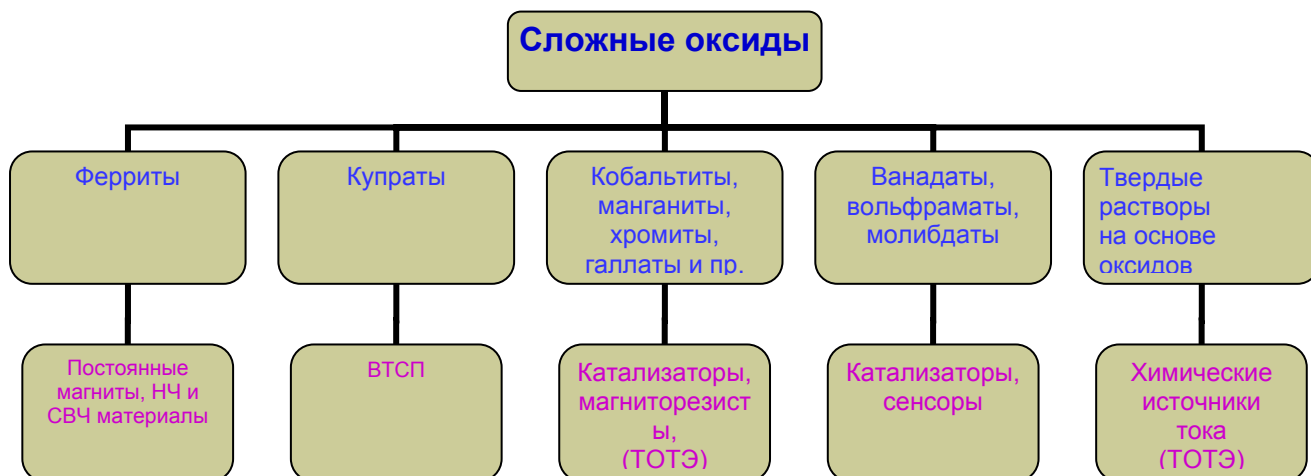 Сложные оксиды
Ферриты
Купраты
Кобальтиты,
манганиты,
хромиты,
галлаты и пр.
Ванадаты,
вольфраматы,
молибдаты
Твердые
растворы
на основе
оксидов
Постоянные
магниты, НЧ и
СВЧ материалы
ВТСП
Катализаторы,
магниторезист
ы,
(ТОТЭ)
Катализаторы,
сенсоры
Химические
источники
тока
(ТОТЭ)